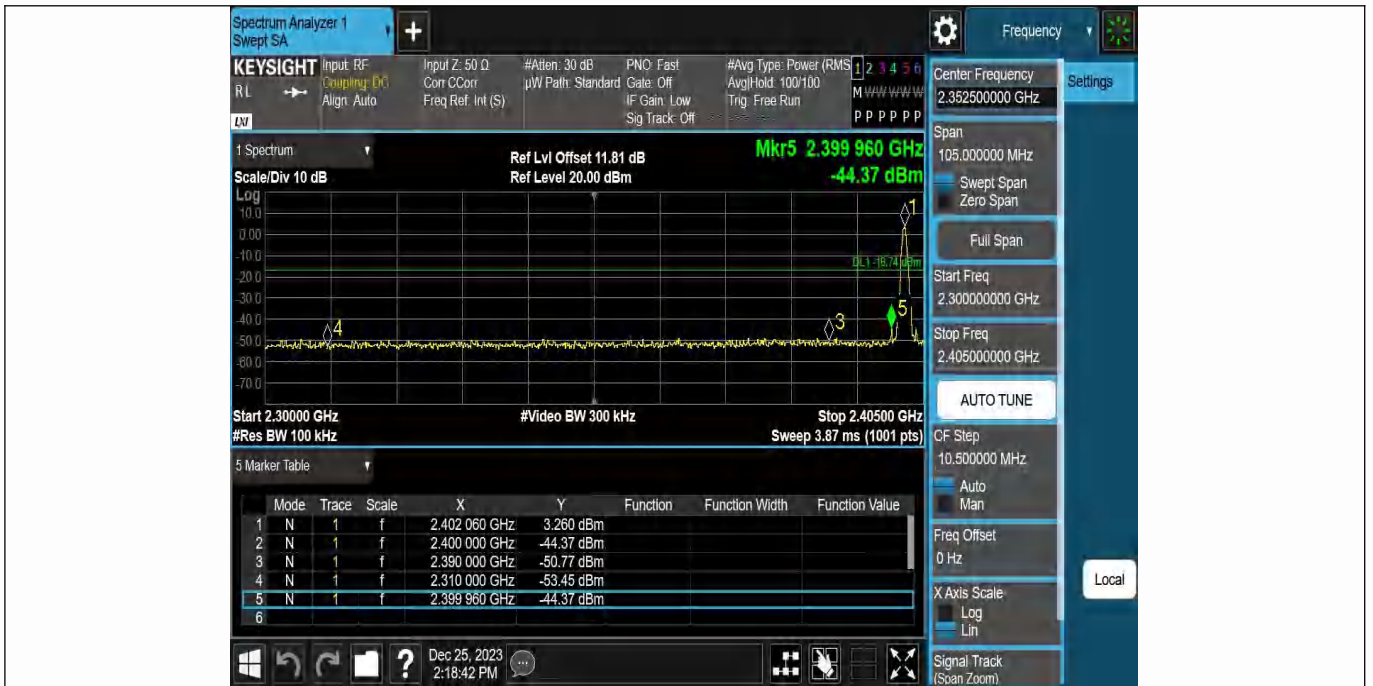 Spectrum Analyzer 1
Swept SA
+
Frequency
KEYSIGHT
RL
LXI
Input: RF
Coupling: DC
Align: Auto
Input Z: 50 Ω
Corr CCorr
Freq Ref: Int (S)
#Atten: 30 dB
µW Path: Standard
PNO: Fast
Gate: Off
IF Gain: Low
Sig Track: Off
#Avg Type: Power (RMS
Avg|Hold: 100/100
Trig: Free Run
1 2 3 4 5 6
M W W W W W
P P P P P P
Center Frequency
2.352500000 GHz
Settings
Span
105.000000 MHz
Swept Span
Zero Span
Full Span
Start Freq
2.300000000 GHz
Stop Freq
2.405000000 GHz
AUTO TUNE
CF Step
10.500000 MHz
Auto
Man
Freq Offset
0 Hz
X Axis Scale
Log
Lin
Signal Track
(Span Zoom)
Local
1 Spectrum
Scale/Div 10 dB
Ref Lvl Offset 11.81 dB
Ref Level 20.00 dBm
Mkr5 2.399 960 GHz
-44.37 dBm
Log
10.0
0.00
-10.0
-20.0
-30.0
-40.0
-50.0
-60.0
-70.0
1
5
3
4
Start 2.30000 GHz
#Video BW 300 kHz
Stop 2.40500 GHz
#Res BW 100 kHz
Sweep 3.87 ms (1001 pts)
5 Marker Table
Mode Trace Scale X Y Function Function Width Function Value
1 N 1 f 2.402 060 GHz 3.260 dBm
2 N 1 f 2.400 000 GHz -44.37 dBm
3 N 1 f 2.390 000 GHz -50.77 dBm
4 N 1 f 2.310 000 GHz -53.45 dBm
5 N 1 f 2.399 960 GHz -44.37 dBm
6
?
Dec 25, 2023
2:18:42 PM